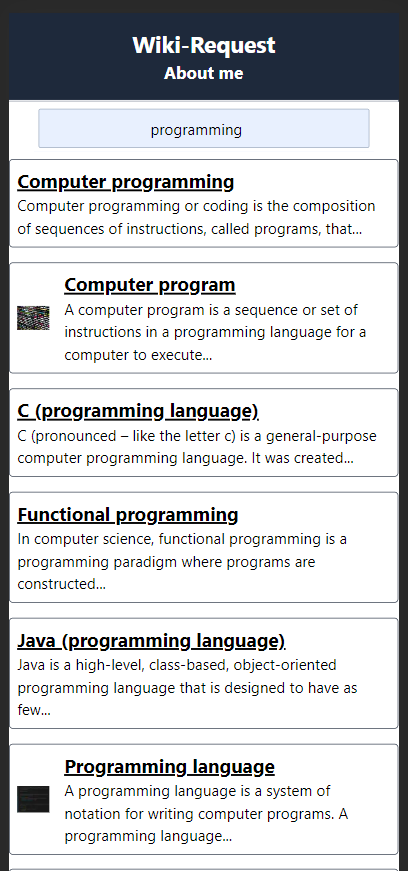 Wiki-Request
About me
programming
Computer programming
Computer programming or coding is the composition
of sequences of instructions, called programs, that...
Computer program
A computer program is a sequence or set of
instructions in a programming language for a
computer to execute...
C (programming language)
C (pronounced – like the letter c) is a general-purpose
computer programming language. It was created...
Functional programming
In computer science, functional programming is a
programming paradigm where programs are
constructed...
Java (programming language)
Java is a high-level, class-based, object-oriented
programming language that is designed to have as
few...
Programming language
A programming language is a system of
notation for writing computer programs. A
programming language...